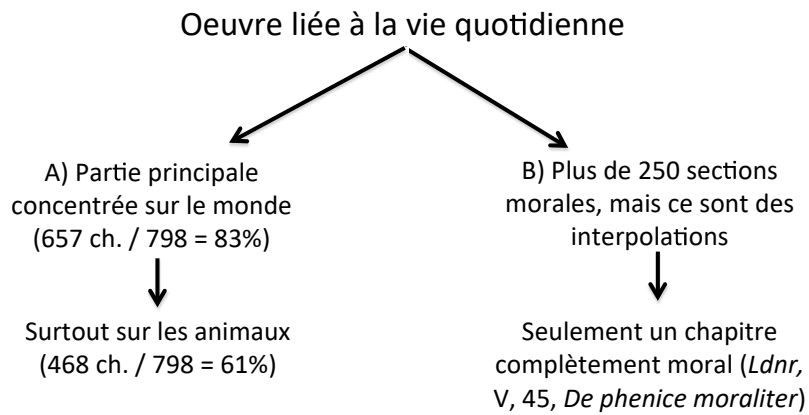 Oeuvre liée à la vie quotidienne
A) Partie principale
concentrée sur le monde
(657 ch. / 798 = 83%)
Surtout sur les animaux
(468 ch. / 798 = 61%)
B) Plus de 250 sections
morales, mais ce sont des
interpolations
Seulement un chapitre
complètement moral (Ldnr,
V, 45, De phenice moraliter)